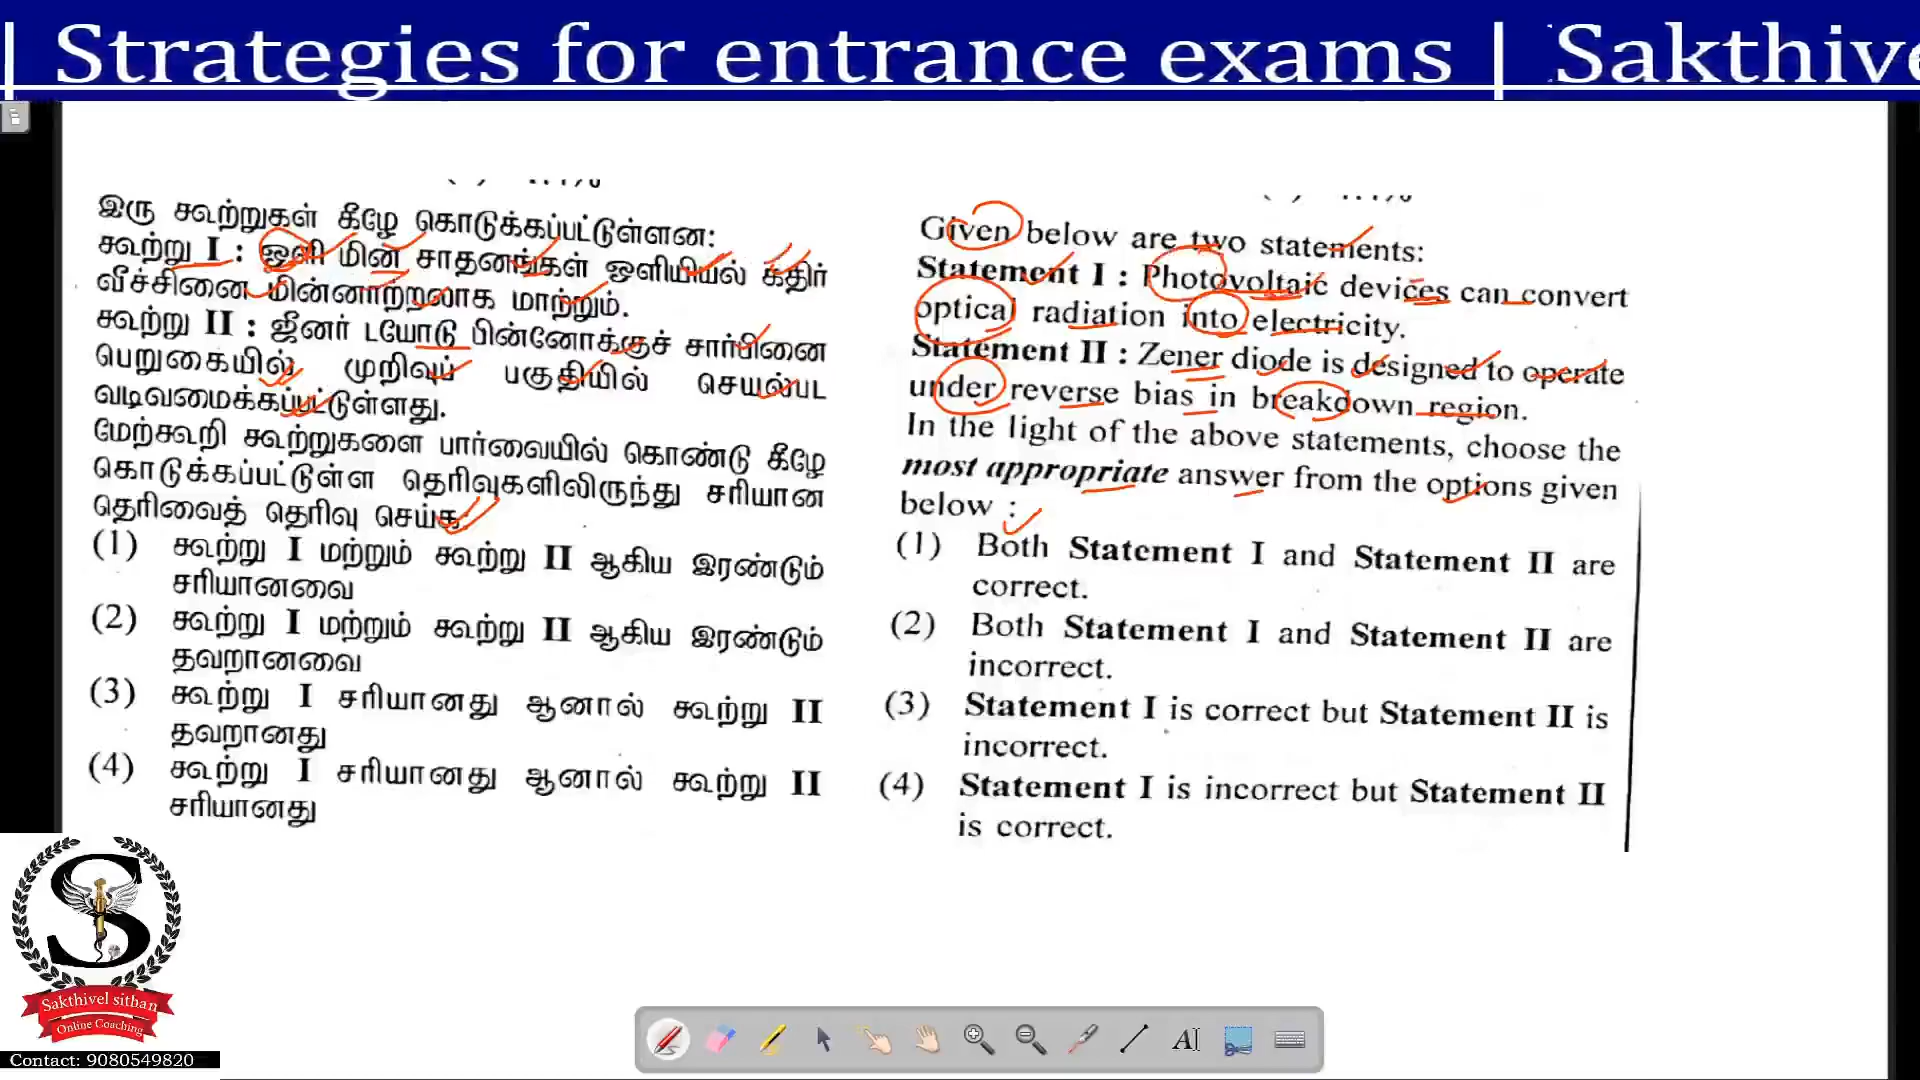 | Strategies for entrance exams | Sakthive
இரு கூற்றுகள் கீழே கொடுக்கப்பட்டுள்ளன:
கூற்று I : ஒளி மின் சாதனங்கள் ஒளியியல் கதிர்
வீச்சினை மின்னாற்றலாக மாற்றும்.
கூற்று II : ஜீனர் டயோடு பின்னோக்குச் சார்பினை
பெறுகையில் முறிவுப் பகுதியில் செயல்பட
வடிவமைக்கப்பட்டுள்ளது.
மேற்கூறி கூற்றுகளை பார்வையில் கொண்டு கீழே
கொடுக்கப்பட்டுள்ள தெரிவுகளிலிருந்து சரியான
தெரிவைத் தெரிவு செய்க:
(1) கூற்று I மற்றும் கூற்று II ஆகிய இரண்டும்
சரியானவை
(2) கூற்று I மற்றும் கூற்று II ஆகிய இரண்டும்
தவறானவை
(3) கூற்று I சரியானது ஆனால் கூற்று II
தவறானது
(4) கூற்று I சரியானது ஆனால் கூற்று II
சரியானது
Given below are two statements:
Statement I : Photovoltaic devices can convert
optical radiation into electricity.
Statement II : Zener diode is designed to operate
under reverse bias in breakdown region.
In the light of the above statements, choose the
most appropriate answer from the options given
below :
(1) Both Statement I and Statement II are
correct.
(2) Both Statement I and Statement II are
incorrect.
(3) Statement I is correct but Statement II is
incorrect.
(4) Statement I is incorrect but Statement II
is correct.
S
Sakthivel sithan
Online Coaching
Contact: 9080549820
AI